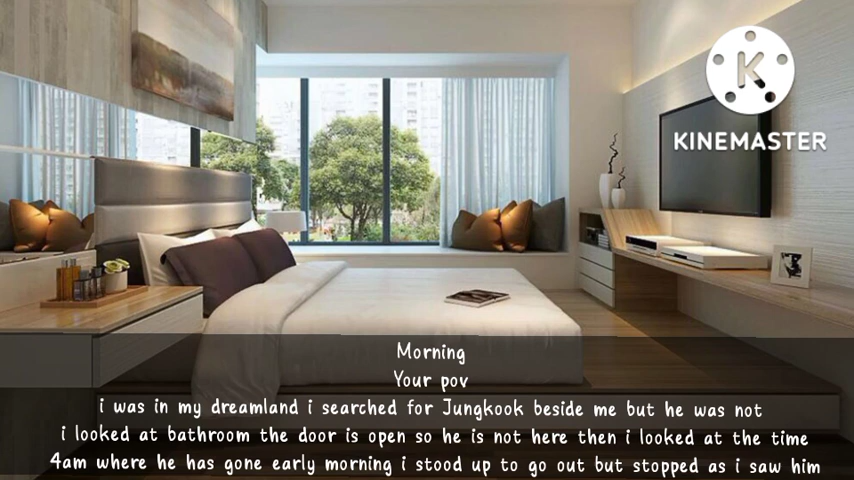 KINEMASTER
Morning
Your pov
i was in my dreamland i searched for Jungkook beside me but he was not
i looked at bathroom the door is open so he is not here then i looked at the time
4am where he has gone early morning i stood up to go out but stopped as i saw him